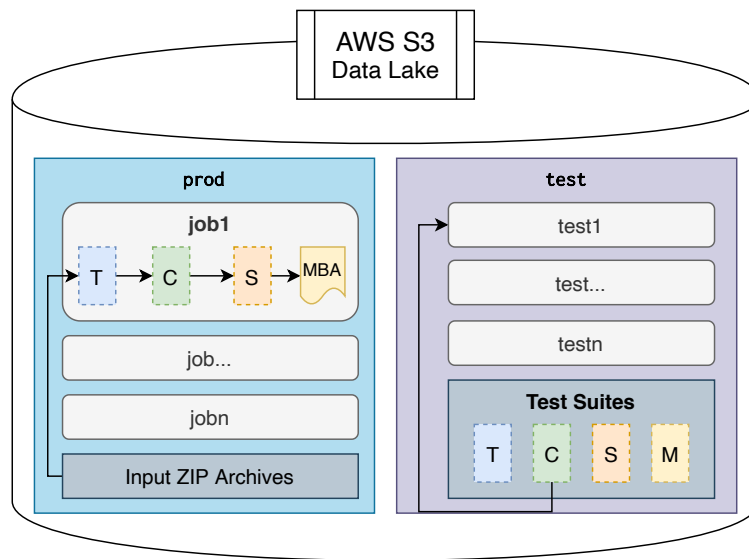 AWS S3
Data Lake
prod
job1
T C S MBA
job...
jobn
Input ZIP Archives
test
test1
test...
testn
Test Suites
T C S M